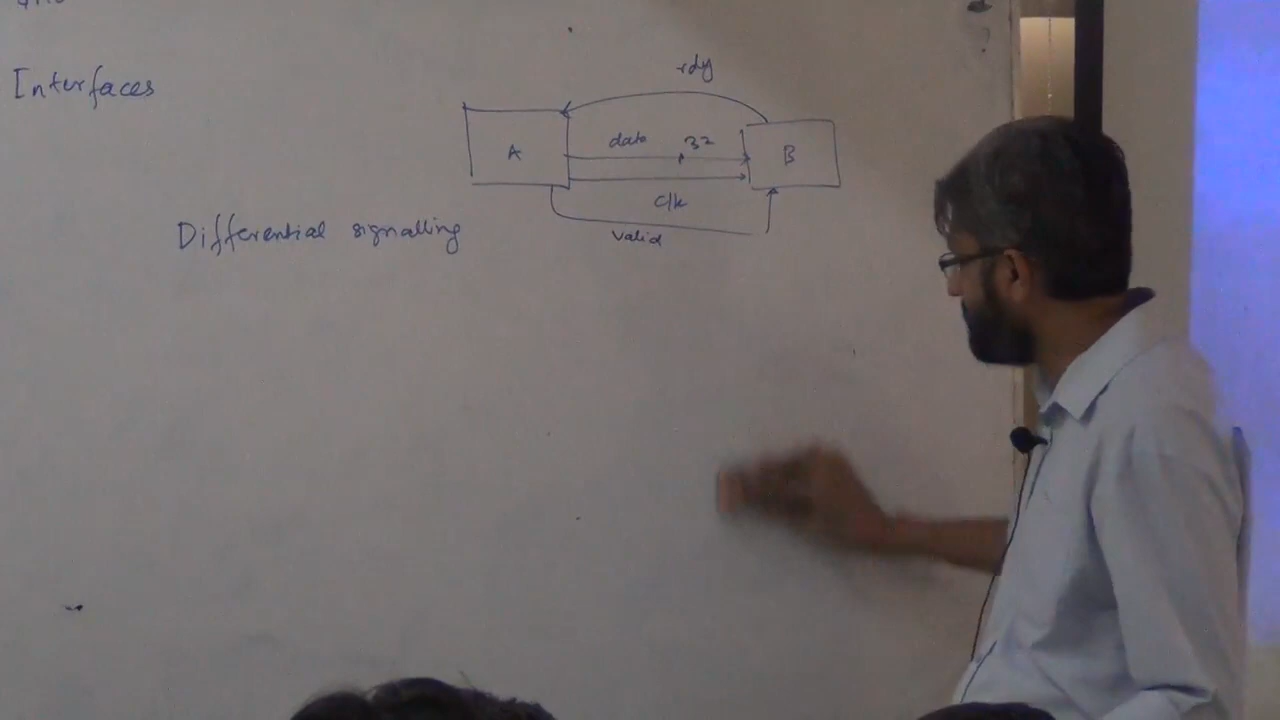 Interfaces
rdy
A
data 32
B
clk
valid
Differential signalling